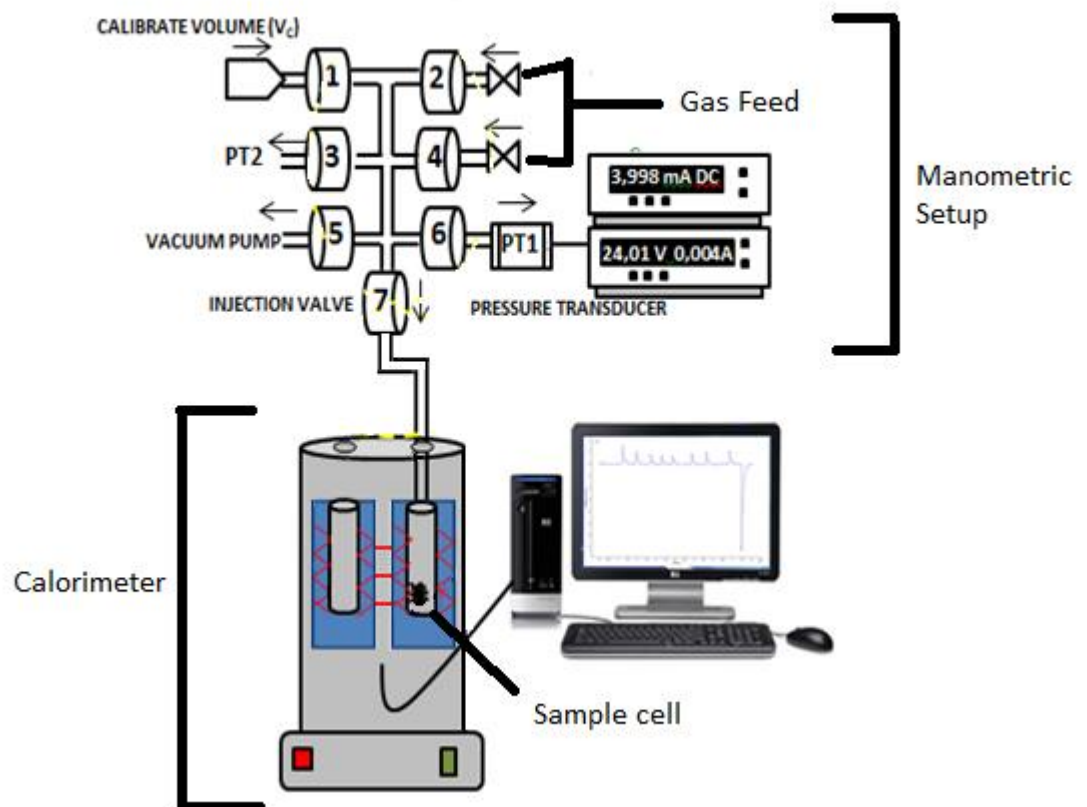 CALIBRATE VOLUME (Vc)
1
2
Gas Feed
PT2
3
4
3,998 mA DC
Manometric
Setup
VACUUM PUMP
5
6
PT1
24,01 V 0,004A
INJECTION VALVE
7
PRESSURE TRANSDUCER
Calorimeter
Sample cell